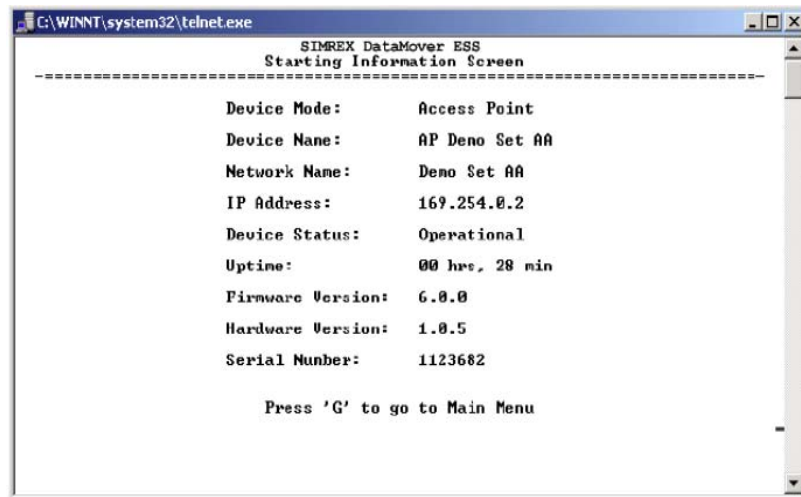 C:\WINNT\system32\telnet.exe
SIMREX DataMover ESS
Starting Information Screen
-==========================================================================-
Device Mode: Access Point
Device Name: AP Demo Set AA
Network Name: Demo Set AA
IP Address: 169.254.0.2
Device Status: Operational
Uptime: 00 hrs, 28 min
Firmware Version: 6.0.0
Hardware Version: 1.0.5
Serial Number: 1123682
Press 'G' to go to Main Menu